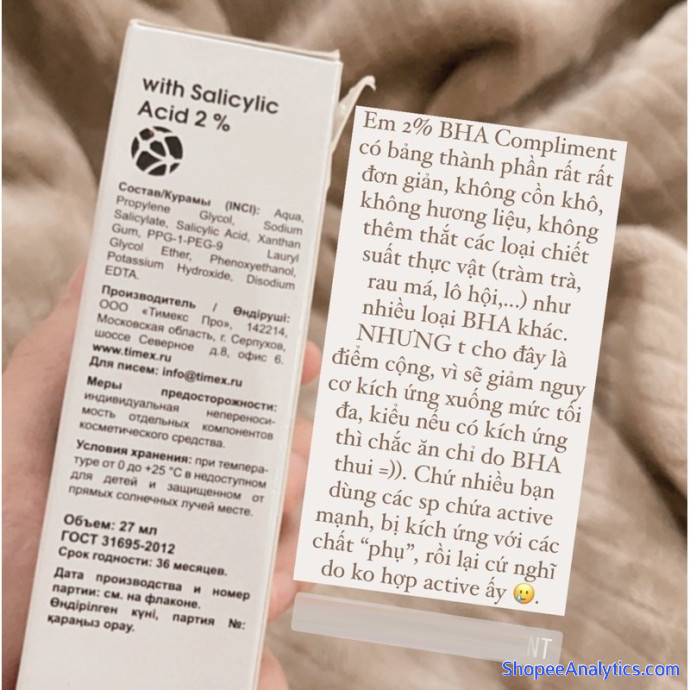 with Salicylic
Acid 2 %
Состав/Курамы (INCI): Aqua,
Propylene Glycol, Sodium
Salicylate, Salicylic Acid, Xanthan
Gum, PPG-1-PEG-9 Lauryl
Glycol Ether, Phenoxyethanol,
Potassium Hydroxide, Disodium
EDTA.
Производитель / Өндіруші:
ООО «Тимекс Про», 142214,
Московская область, г. Серпухов,
шоссе Северное д.8, офис 6.
www.timex.ru
Для писем: info@timex.ru
Меры предосторожности:
индивидуальная непереноси-
мость отдельных компонентов
косметического средства.
Условия хранения: при темпера-
туре от 0 до +25 °С в недоступном
для детей и защищенном от
прямых солнечных лучей месте.
Объем: 27 мл
ГОСТ 31695-2012
Срок годности: 36 месяцев.
Дата производства и номер
партии: см. на флаконе.
Өндірілген күні, партия №:
қараңыз орау.
Em 2% BHA Compliment
có bảng thành phần rất rất
đơn giản, không cồn khô,
không hương liệu, không
thêm thắt các loại chiết
suất thực vật (tràm trà,
rau má, lô hội,...) như
nhiều loại BHA khác.
NHƯNG t cho đây là
điểm cộng, vì sẽ giảm nguy
cơ kích ứng xuống mức tối
đa, kiểu nếu có kích ứng
thì chắc ăn chỉ do BHA
thui =)). Chứ nhiều bạn
dùng các sp chứa active
mạnh, bị kích ứng với các
chất “phụ”, rồi lại cứ nghĩ
do ko hợp active ấy 🥲.
NT
ShopeeAnalytics.com